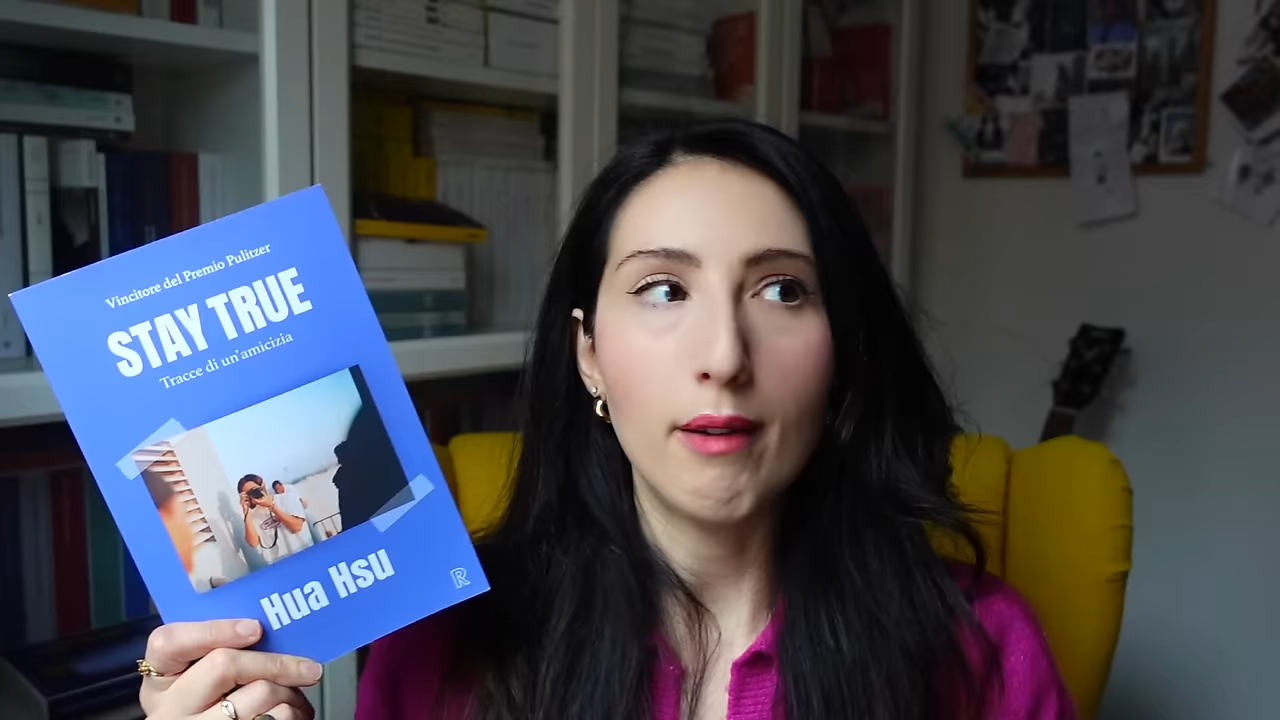 Vincitore del Premio Pulitzer
STAY TRUE
Tracce di un'amicizia
Hua Hsu
R